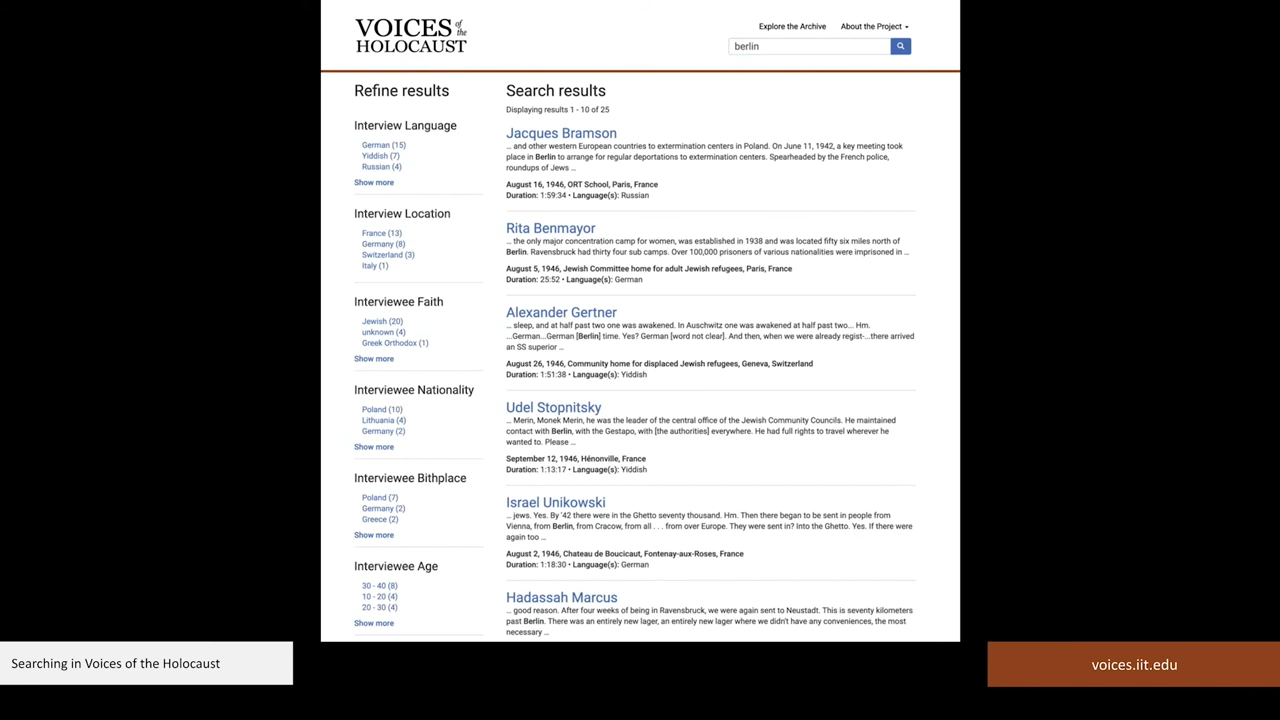 VOICES of the
HOLOCAUST
Explore the Archive
About the Project
berlin
Refine results
Interview Language
German (15)
Yiddish (7)
Russian (4)
Show more
Interview Location
France (13)
Germany (8)
Switzerland (3)
Italy (1)
Interviewee Faith
Jewish (20)
unknown (4)
Greek Orthodox (1)
Show more
Interviewee Nationality
Poland (10)
Lithuania (4)
Germany (2)
Show more
Interviewee Bithplace
Poland (7)
Germany (2)
Greece (2)
Show more
Interviewee Age
30 - 40 (8)
10 - 20 (4)
20 - 30 (4)
Show more
Search results
Displaying results 1 - 10 of 25
Jacques Bramson
... and other western European countries to extermination centers in Poland. On June 11, 1942, a key meeting took
place in Berlin to arrange for regular deportations to extermination centers. Spearheaded by the French police,
roundups of Jews ...
August 16, 1946, ORT School, Paris, France
Duration: 1:59:34 • Language(s): Russian
Rita Benmayor
... the only major concentration camp for women, was established in 1938 and was located fifty six miles north of
Berlin. Ravensbruck had thirty four sub camps. Over 100,000 prisoners of various nationalities were imprisoned in ...
August 5, 1946, Jewish Committee home for adult Jewish refugees, Paris, France
Duration: 25:52 • Language(s): German
Alexander Gertner
... sleep, and at half past two one was awakened. In Auschwitz one was awakened at half past two... Hm.
...German...German [Berlin] time. Yes? German [word not clear]. And then, when we were already regist-...there arrived
an SS superior ...
August 26, 1946, Community home for displaced Jewish refugees, Geneva, Switzerland
Duration: 1:51:38 • Language(s): Yiddish
Udel Stopnitsky
... Merin, Monek Merin, he was the leader of the central office of the Jewish Community Councils. He maintained
contact with Berlin, with the Gestapo, with [the authorities] everywhere. He had full rights to travel wherever he
wanted to. Please ...
September 12, 1946, Hénonville, France
Duration: 1:13:17 • Language(s): Yiddish
Israel Unikowski
... jews. Yes. By '42 there were in the Ghetto seventy thousand. Hm. Then there began to be sent in people from
Vienna, from Berlin, from Cracow, from all . . . from over Europe. They were sent in? Into the Ghetto. Yes. If there were
again too ...
August 2, 1946, Chateau de Boucicaut, Fontenay-aux-Roses, France
Duration: 1:18:30 • Language(s): German
Hadassah Marcus
... good reason. After four weeks of being in Ravensbruck, we were again sent to Neustadt. This is seventy kilometers
past Berlin. There was an entirely new lager, an entirely new lager where we didn't have any conveniences, the most
necessary ...
Searching in Voices of the Holocaust
voices.iit.edu